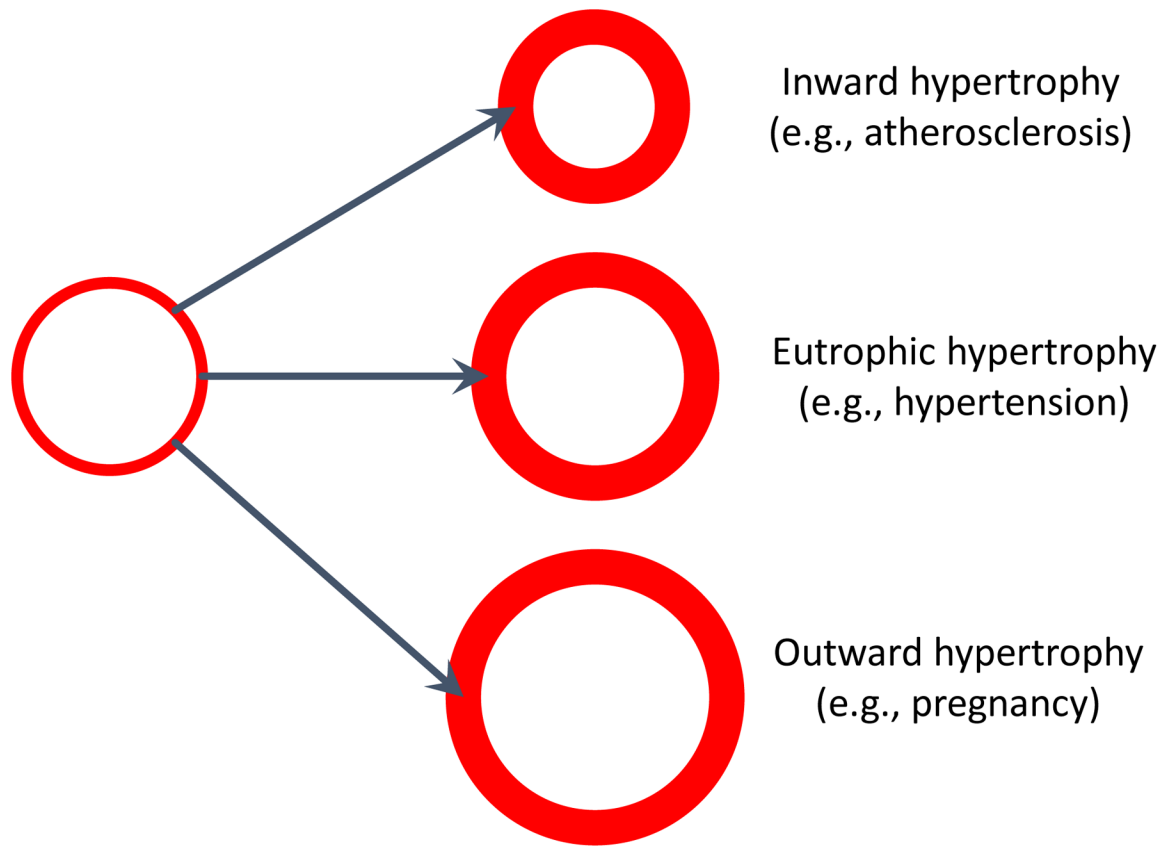 Inward hypertrophy
(e.g., atherosclerosis)
Eutrophic hypertrophy
(e.g., hypertension)
Outward hypertrophy
(e.g., pregnancy)